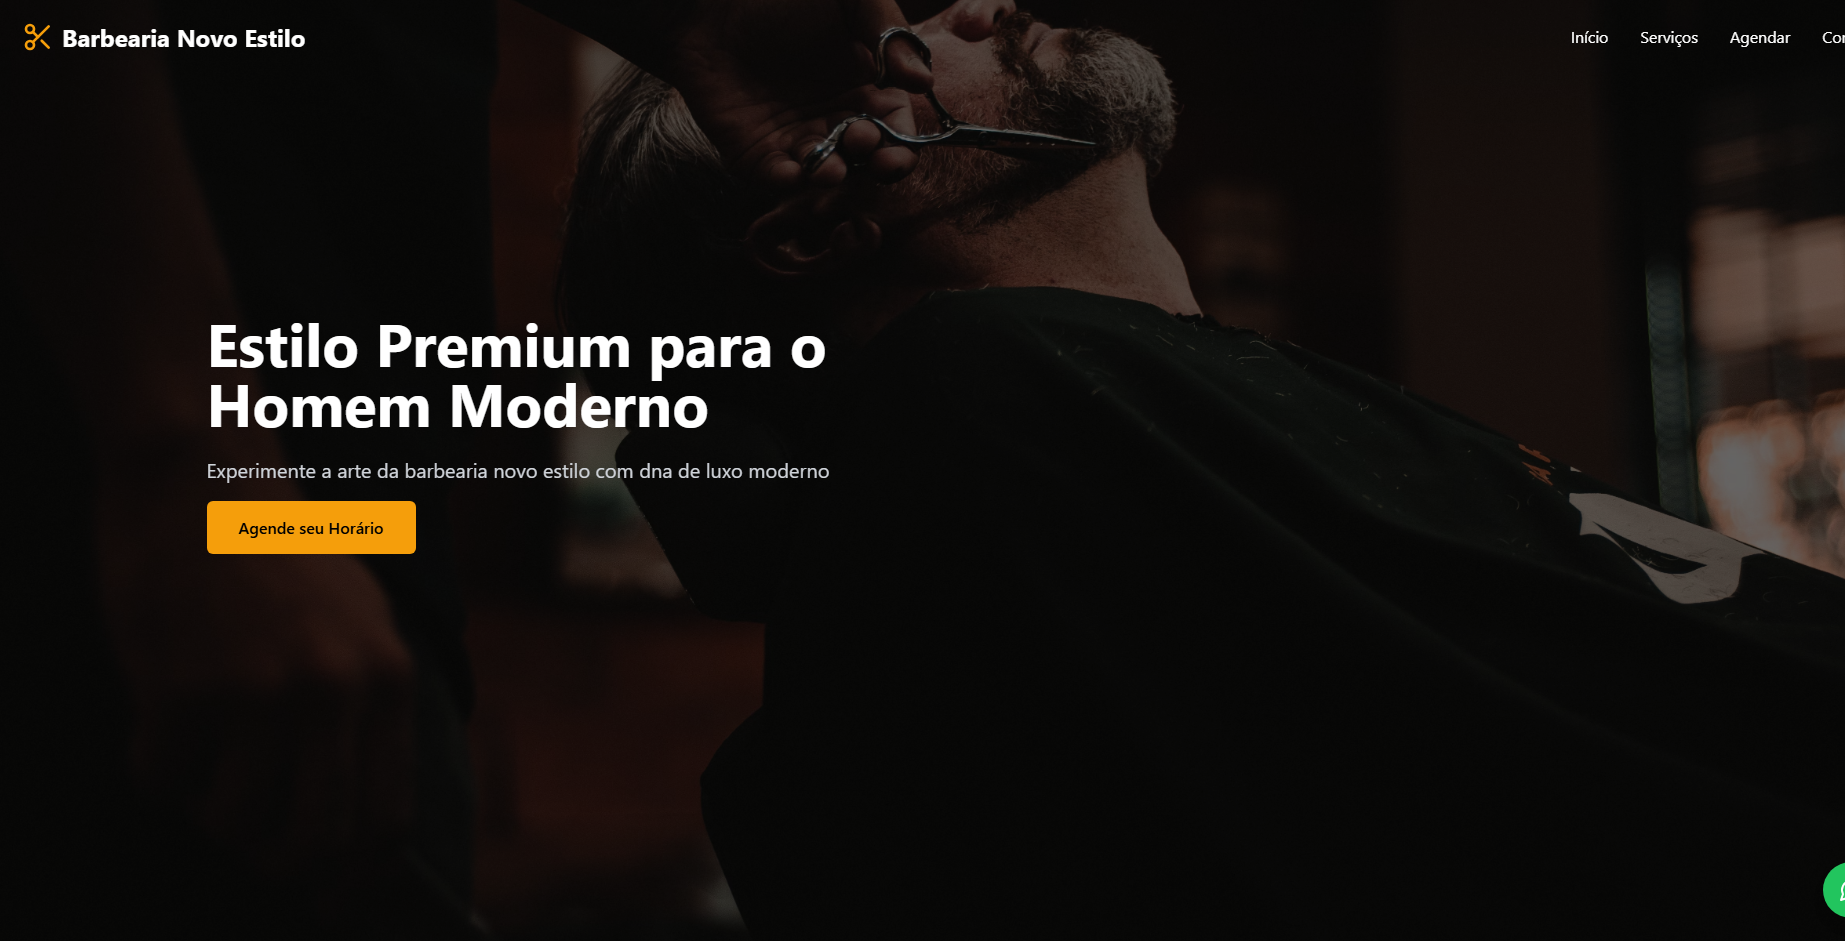 Barbearia Novo Estilo
Início
Serviços
Agendar
Estilo Premium para o
Homem Moderno
Experimente a arte da barbearia novo estilo com dna de luxo moderno
Agende seu Horário